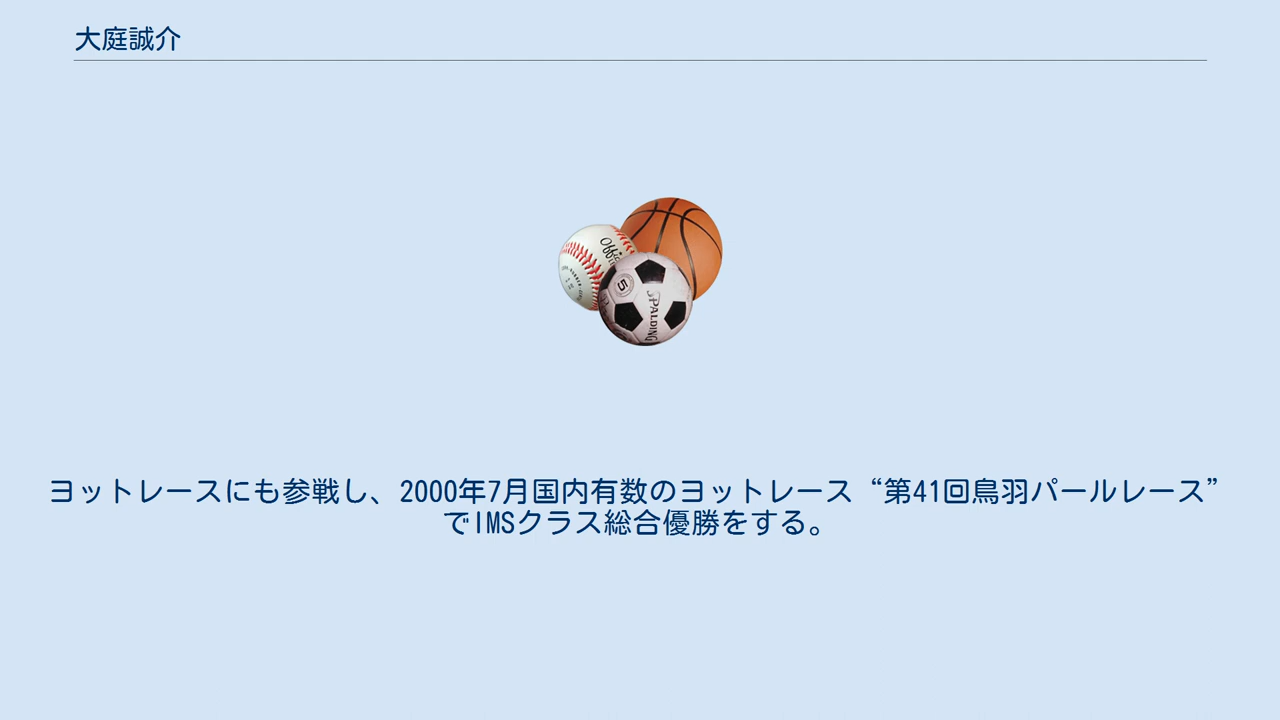 大庭誠介
Offic
5
SPALDING
ヨットレースにも参戦し、2000年7月国内有数のヨットレース“第41回鳥羽パールレース”
でIMSクラス総合優勝をする。